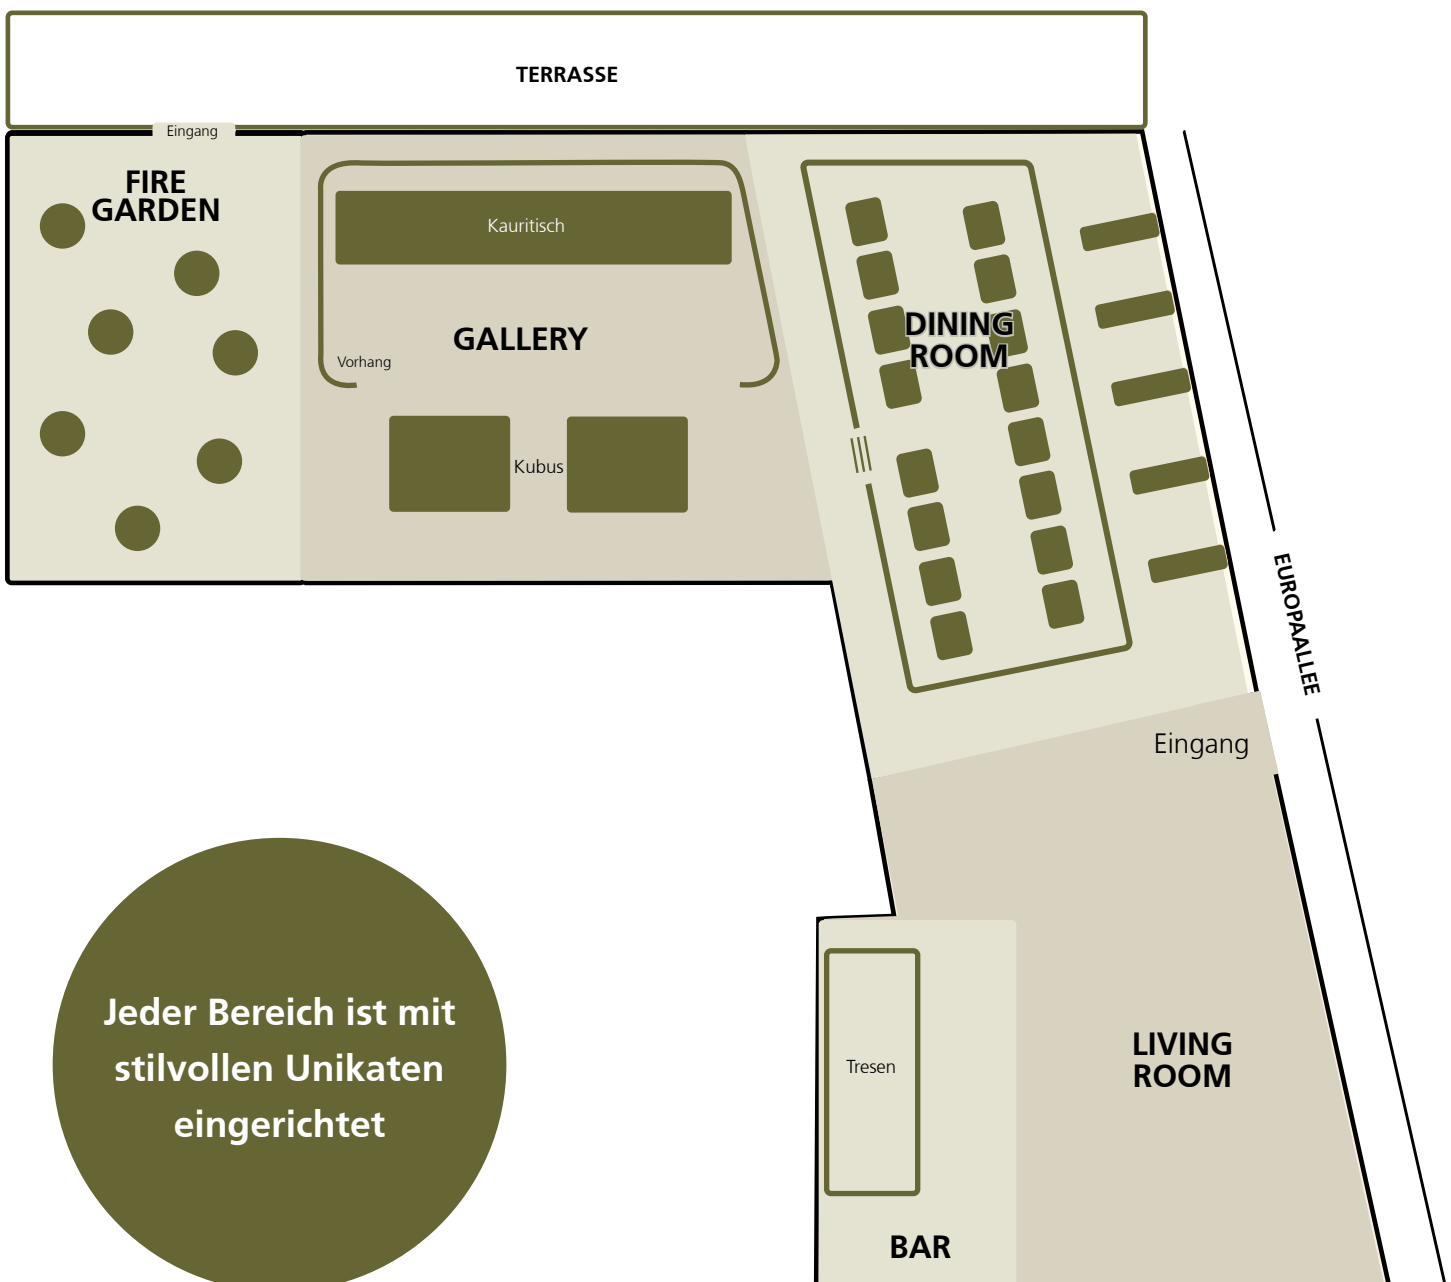 TERRASSE
Eingang
FIRE
GARDEN
Kauritisch
GALLERY
Vorhang
Kubus
DINING
ROOM
EUROPAALLEE
Eingang
LIVING
ROOM
Tresen
BAR
Jeder Bereich ist mit
stilvollen Unikaten
eingerichtet